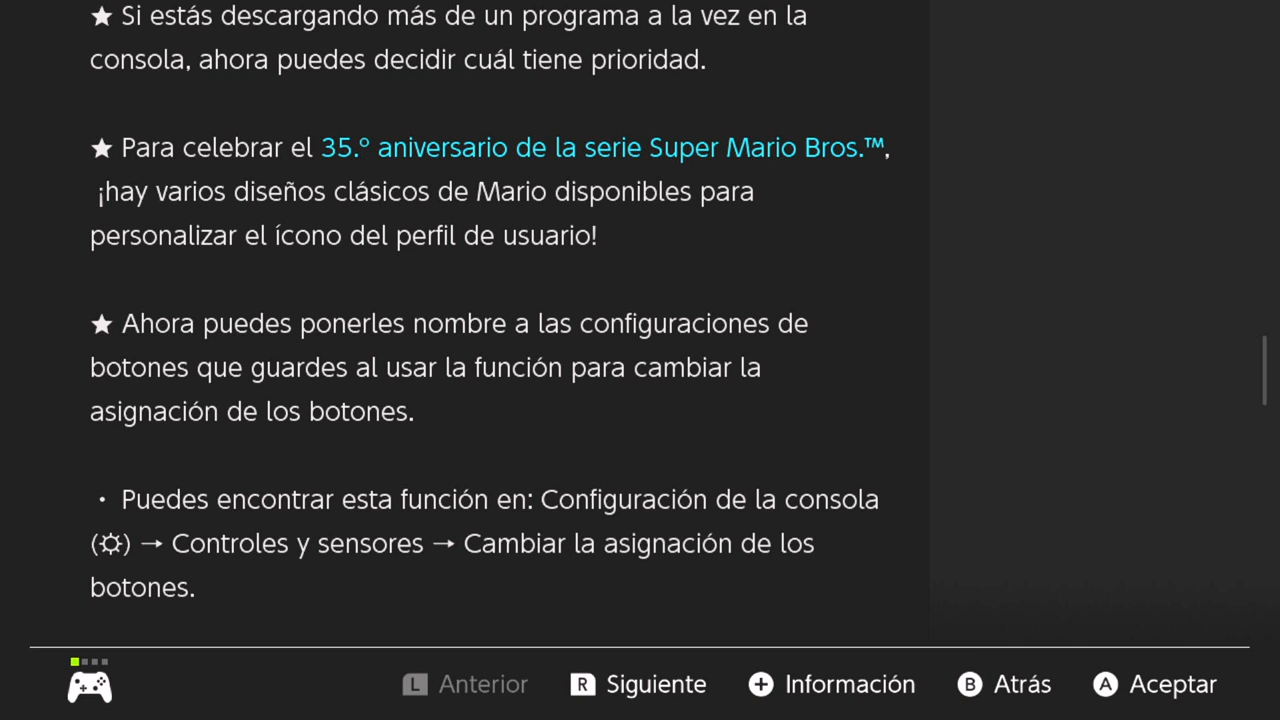 ★ Si estás descargando más de un programa a la vez en la
consola, ahora puedes decidir cuál tiene prioridad.
★ Para celebrar el 35.º aniversario de la serie Super Mario Bros.™,
¡hay varios diseños clásicos de Mario disponibles para
personalizar el ícono del perfil de usuario!
★ Ahora puedes ponerles nombre a las configuraciones de
botones que guardes al usar la función para cambiar la
asignación de los botones.
・ Puedes encontrar esta función en: Configuración de la consola
(☼) → Controles y sensores → Cambiar la asignación de los
botones.
L Anterior R Siguiente + Información B Atrás A Aceptar